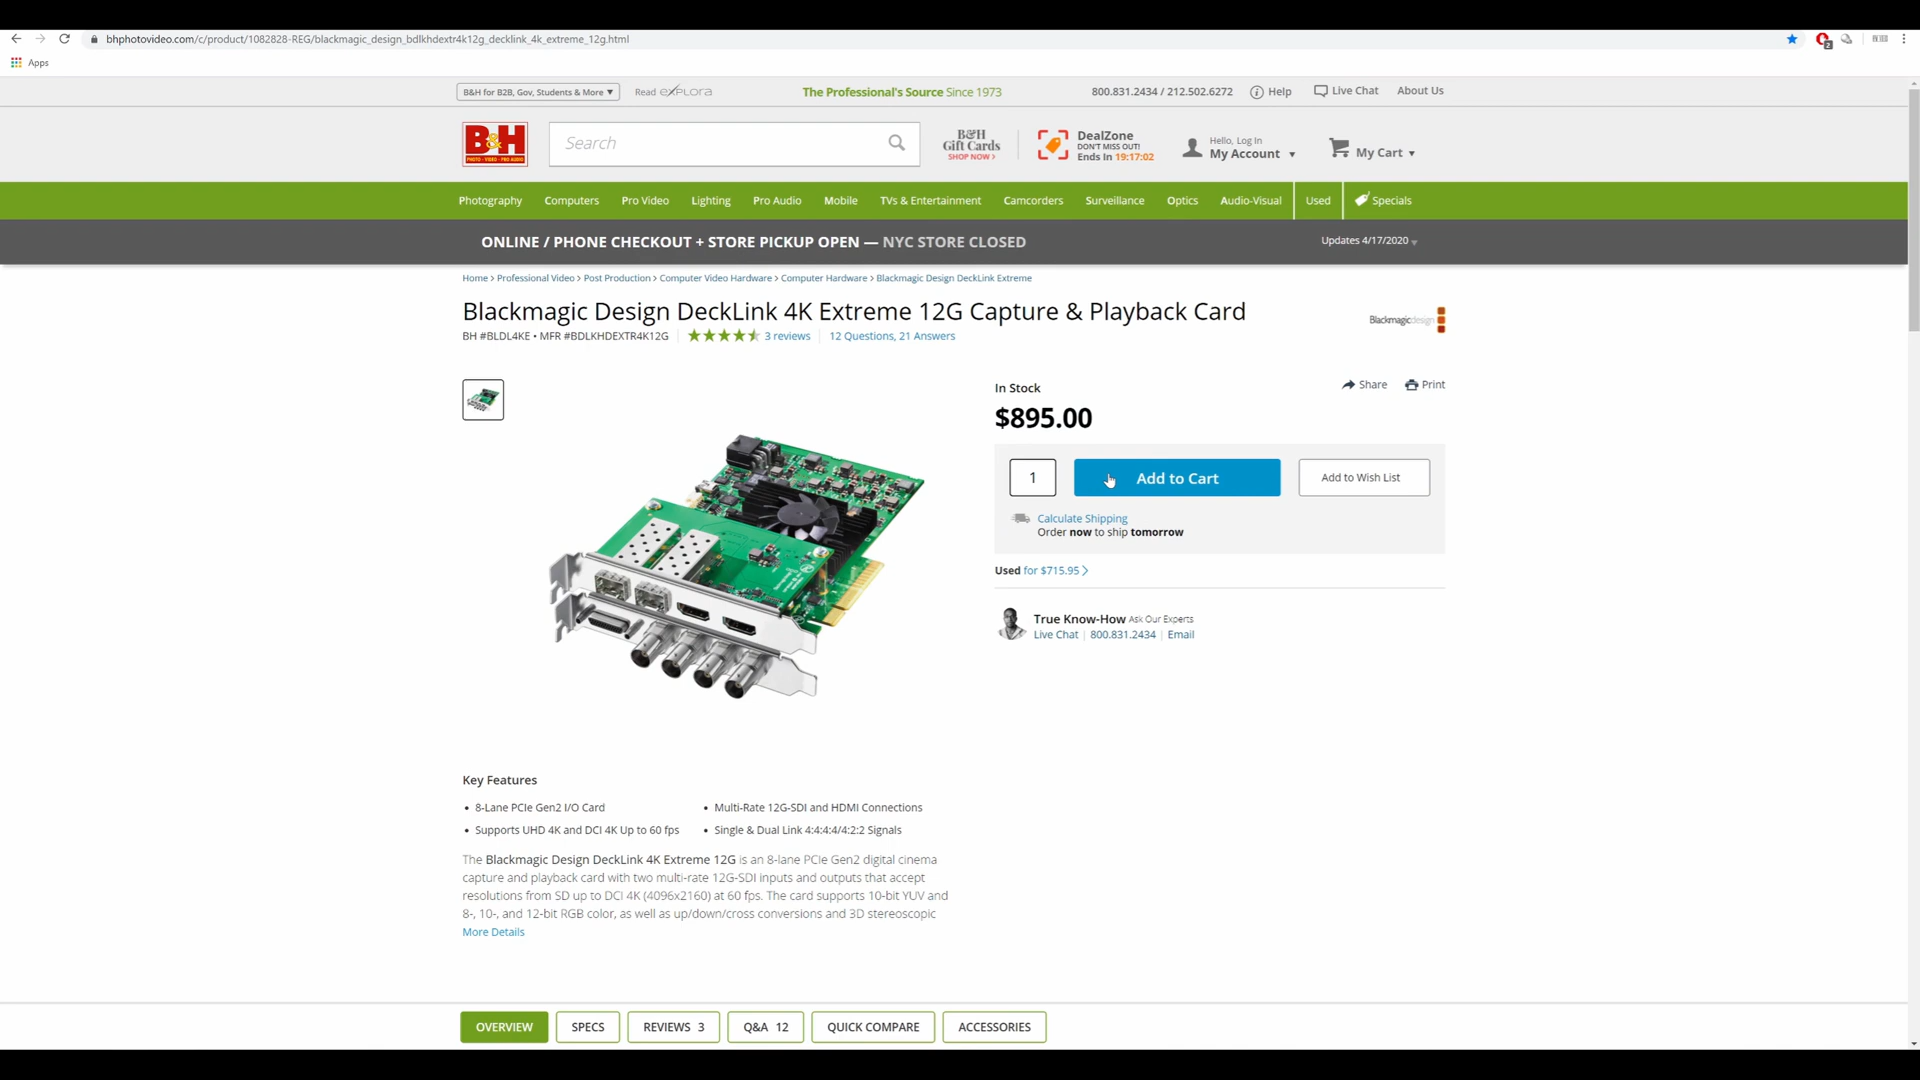 bhphotovideo.com/c/product/1082828-REG/blackmagic_design_bdlkhdextr4k12g_decklink_4k_extreme_12g.html
2
Apps
B&H for B2B, Gov, Students & More ▼
Read eXPLORA
The Professional's Source Since 1973
800.831.2434 / 212.502.6272
Help
Live Chat
About Us
B&H
PHOTO - VIDEO - PRO AUDIO
Search
B&H
Gift Cards
SHOP NOW >
DealZone
DON'T MISS OUT!
Ends In 19:17:02
Hello, Log In
My Account ▼
My Cart ▼
Photography Computers Pro Video Lighting Pro Audio Mobile TVs & Entertainment Camcorders Surveillance Optics Audio-Visual Used Specials
ONLINE / PHONE CHECKOUT + STORE PICKUP OPEN — NYC STORE CLOSED
Updates 4/17/2020
Home > Professional Video > Post Production > Computer Video Hardware > Computer Hardware > Blackmagic Design DeckLink Extreme
Blackmagic Design DeckLink 4K Extreme 12G Capture & Playback Card
Blackmagicdesign
BH #BLDL4KE • MFR #BDLKHDEXTR4K12G
3 reviews
12 Questions, 21 Answers
In Stock
Share
Print
$895.00
1
Add to Cart
Add to Wish List
Calculate Shipping
Order now to ship tomorrow
Used for $715.95 >
True Know-How Ask Our Experts
Live Chat | 800.831.2434 | Email
Key Features
• 8-Lane PCIe Gen2 I/O Card
• Multi-Rate 12G-SDI and HDMI Connections
• Supports UHD 4K and DCI 4K Up to 60 fps
• Single & Dual Link 4:4:4:4/4:2:2 Signals
The Blackmagic Design DeckLink 4K Extreme 12G is an 8-lane PCIe Gen2 digital cinema
capture and playback card with two multi-rate 12G-SDI inputs and outputs that accept
resolutions from SD up to DCI 4K (4096x2160) at 60 fps. The card supports 10-bit YUV and
8-, 10-, and 12-bit RGB color, as well as up/down/cross conversions and 3D stereoscopic
More Details
OVERVIEW
SPECS
REVIEWS 3
Q&A 12
QUICK COMPARE
ACCESSORIES